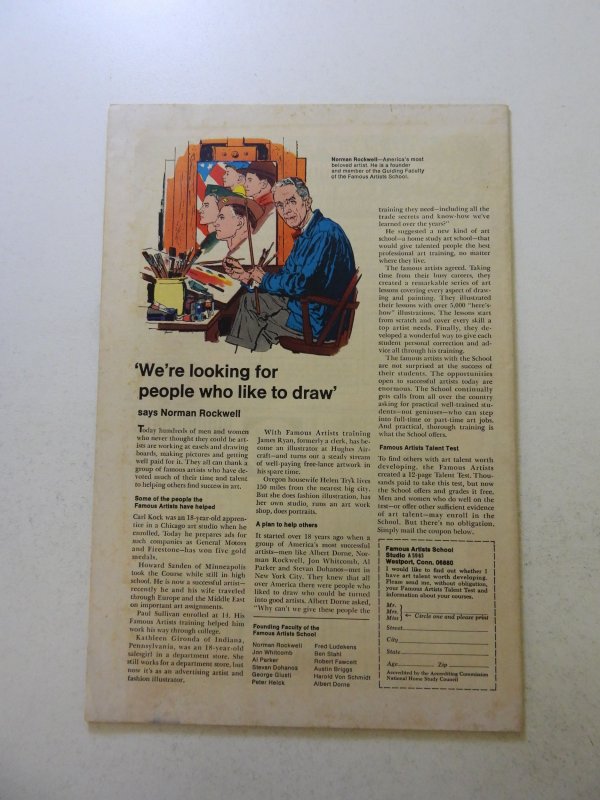 Norman Rockwell—America's most
beloved artist. He is a founder
and member of the Guiding Faculty
of the Famous Artists School.
'We're looking for
people who like to draw'
says Norman Rockwell
Today hundreds of men and women
who never thought they could be art-
ists are working at easels and drawing
boards, making pictures and getting
well paid for it. They all can thank a
group of famous artists who have de-
voted much of their time and talent
to helping others find success in art.
Some of the people the
Famous Artists have helped
Carl Kock was an 18-year-old appren-
tice in a Chicago art studio when he
enrolled. Today he prepares ads for
such companies as General Motors
and Firestone—has won five gold
medals.
Howard Sanden of Minneapolis
took the Course while still in high
school. He is now a successful artist—
recently he and his wife traveled
through Europe and the Middle East
on important art assignments.
Paul Sullivan enrolled at 14. His
Famous Artists training helped him
work his way through college.
Kathleen Gironda of Indiana,
Pennsylvania, was an 18-year-old
salesgirl in a department store. She
still works for a department store, but
now it's as an advertising artist and
fashion illustrator.
With Famous Artists training
James Ryan, formerly a clerk, has be-
come an illustrator at Hughes Air-
craft—and turns out a steady stream
of well-paying free-lance artwork in
his spare time.
Oregon housewife Helen Tryk lives
150 miles from the nearest big city.
But she does fashion illustration, has
her own studio, runs an art work
shop, does portraits.
A plan to help others
It started over 18 years ago when a
group of America's most successful
artists—men like Albert Dorne, Nor-
man Rockwell, Jon Whitcomb, Al
Parker and Stevan Dohanos—met in
New York City. They knew that all
over America there were people who
liked to draw who could be turned
into good artists. Albert Dorne asked,
"Why can't we give these people the
Founding Faculty of the
Famous Artists School
Norman Rockwell
Jon Whitcomb
Al Parker
Stevan Dohanos
George Giusti
Peter Helck
Fred Ludekens
Ben Stahl
Robert Fawcett
Austin Briggs
Harold Von Schmidt
Albert Dorne
training they need—including all the
trade secrets and know-how we've
learned over the years?"
He suggested a new kind of art
school—a home study art school—that
would give talented people the best
professional art training, no matter
where they live.
The famous artists agreed. Taking
time from their busy careers, they
created a remarkable series of art
lessons covering every aspect of draw-
ing and painting. They illustrated
their lessons with over 5,000 "here's-
how" illustrations. The lessons start
from scratch and cover every skill a
top artist needs. Finally, they de-
veloped a wonderful way to give each
student personal correction and ad-
vice all through his training.
The famous artists with the School
are not surprised at the success of
their students. The opportunities
open to successful artists today are
enormous. The School continually
gets calls from all over the country
asking for practical well-trained stu-
dents—not geniuses—who can step
into full-time or part-time art jobs.
And practical, thorough training is
what the School offers.
Famous Artists Talent Test
To find others with art talent worth
developing, the Famous Artists
created a 12-page Talent Test. Thou-
sands paid to take this test, but now
the School offers and grades it free.
Men and women who do well on the
test—or offer other sufficient evidence
of art talent—may enroll in the
School. But there's no obligation.
Simply mail the coupon below.
Famous Artists School
Studio
Westport, Conn. 06880
I would like to find out whether I
have art talent worth developing.
Please send me, without obligation,
your Famous Artists Talent Test and
information about your courses.
Mr.
Mrs.
Miss
← Circle one and please print
Street
City
State
Age Zip
Accredited by the Accrediting Commission
National Home Study Council